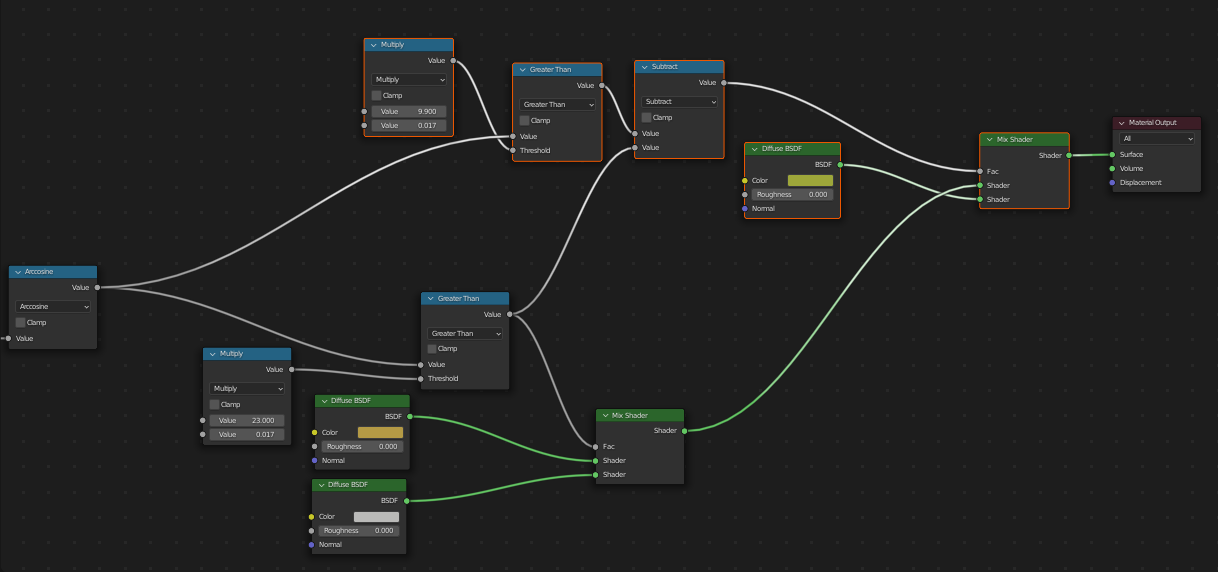 Multiply
Value
Multiply
Clamp
Value 9.900
Value 0.017
Greater Than
Value
Greater Than
Clamp
Value
Threshold
Subtract
Value
Subtract
Clamp
Value
Value
Diffuse BSDF
BSDF
Color
Roughness 0.000
Normal
Mix Shader
Shader
Fac
Shader
Shader
Material Output
All
Surface
Volume
Displacement
Arccosine
Value
Arccosine
Clamp
Value
Multiply
Value
Multiply
Clamp
Value 23.000
Value 0.017
Greater Than
Value
Greater Than
Clamp
Value
Threshold
Diffuse BSDF
BSDF
Color
Roughness 0.000
Normal
Diffuse BSDF
BSDF
Color
Roughness 0.000
Normal
Mix Shader
Shader
Fac
Shader
Shader